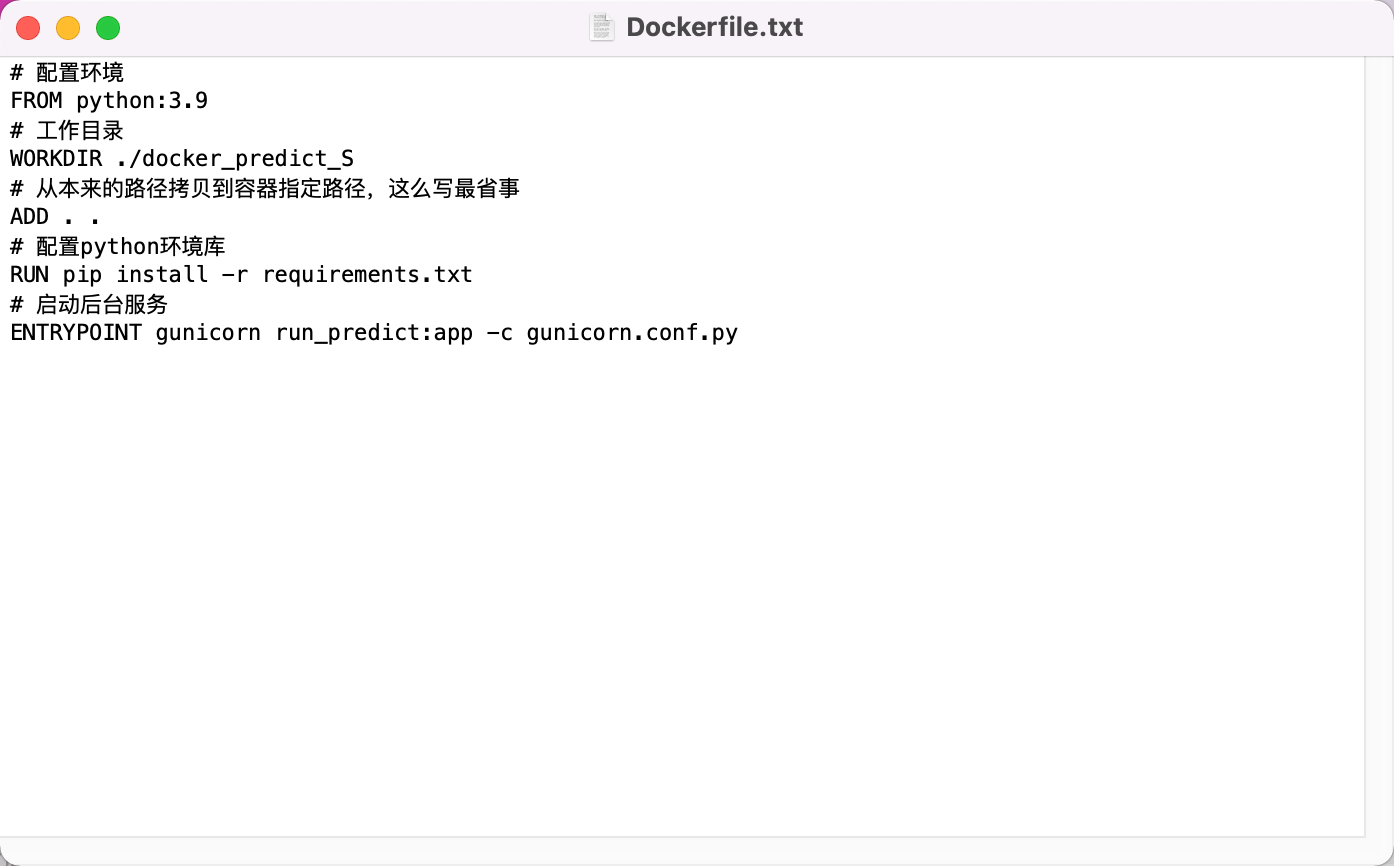 Dockerfile.txt
# 配置环境
FROM python:3.9
# 工作目录
WORKDIR ./docker_predict_S
# 从本来的路径拷贝到容器指定路径，这么写最省事
ADD . .
# 配置python环境库
RUN pip install -r requirements.txt
# 启动后台服务
ENTRYPOINT gunicorn run_predict:app -c gunicorn.conf.py